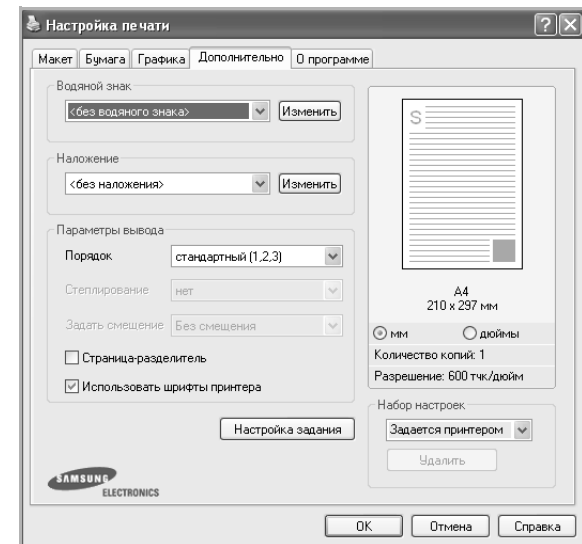 Настройка печати
Макет Бумага Графика Дополнительно О программе
Водяной знак
<без водяного знака> Изменить
Наложение
<без наложения> Изменить
Параметры вывода
Порядок стандартный (1,2,3)
Степлирование нет
Задать смещение Без смещения
Страница-разделитель
Использовать шрифты принтера
Настройка задания
SAMSUNG
ELECTRONICS
S
A4
210 x 297 мм
мм дюймы
Количество копий: 1
Разрешение: 600 тчк/дюйм
Набор настроек
Задается принтером
Удалить
OK Отмена Справка